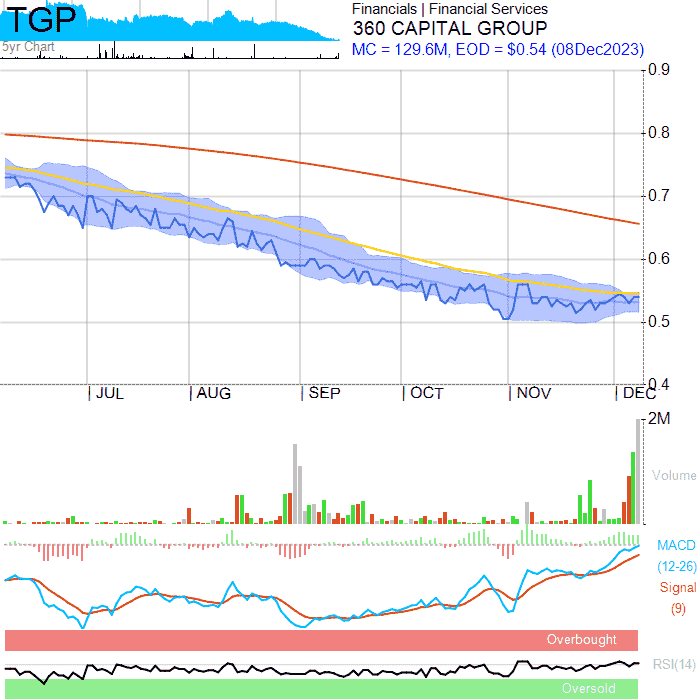 TGP
5yr Chart
Financials | Financial Services
360 CAPITAL GROUP
MC = 129.6M, EOD = $0.54 (08Dec2023)
0.9
0.8
0.7
0.6
0.5
0.4
JUL AUG SEP OCT NOV DEC
2M
Volume
MACD
(12-26)
Signal
(9)
Overbought
RSI(14)
Oversold